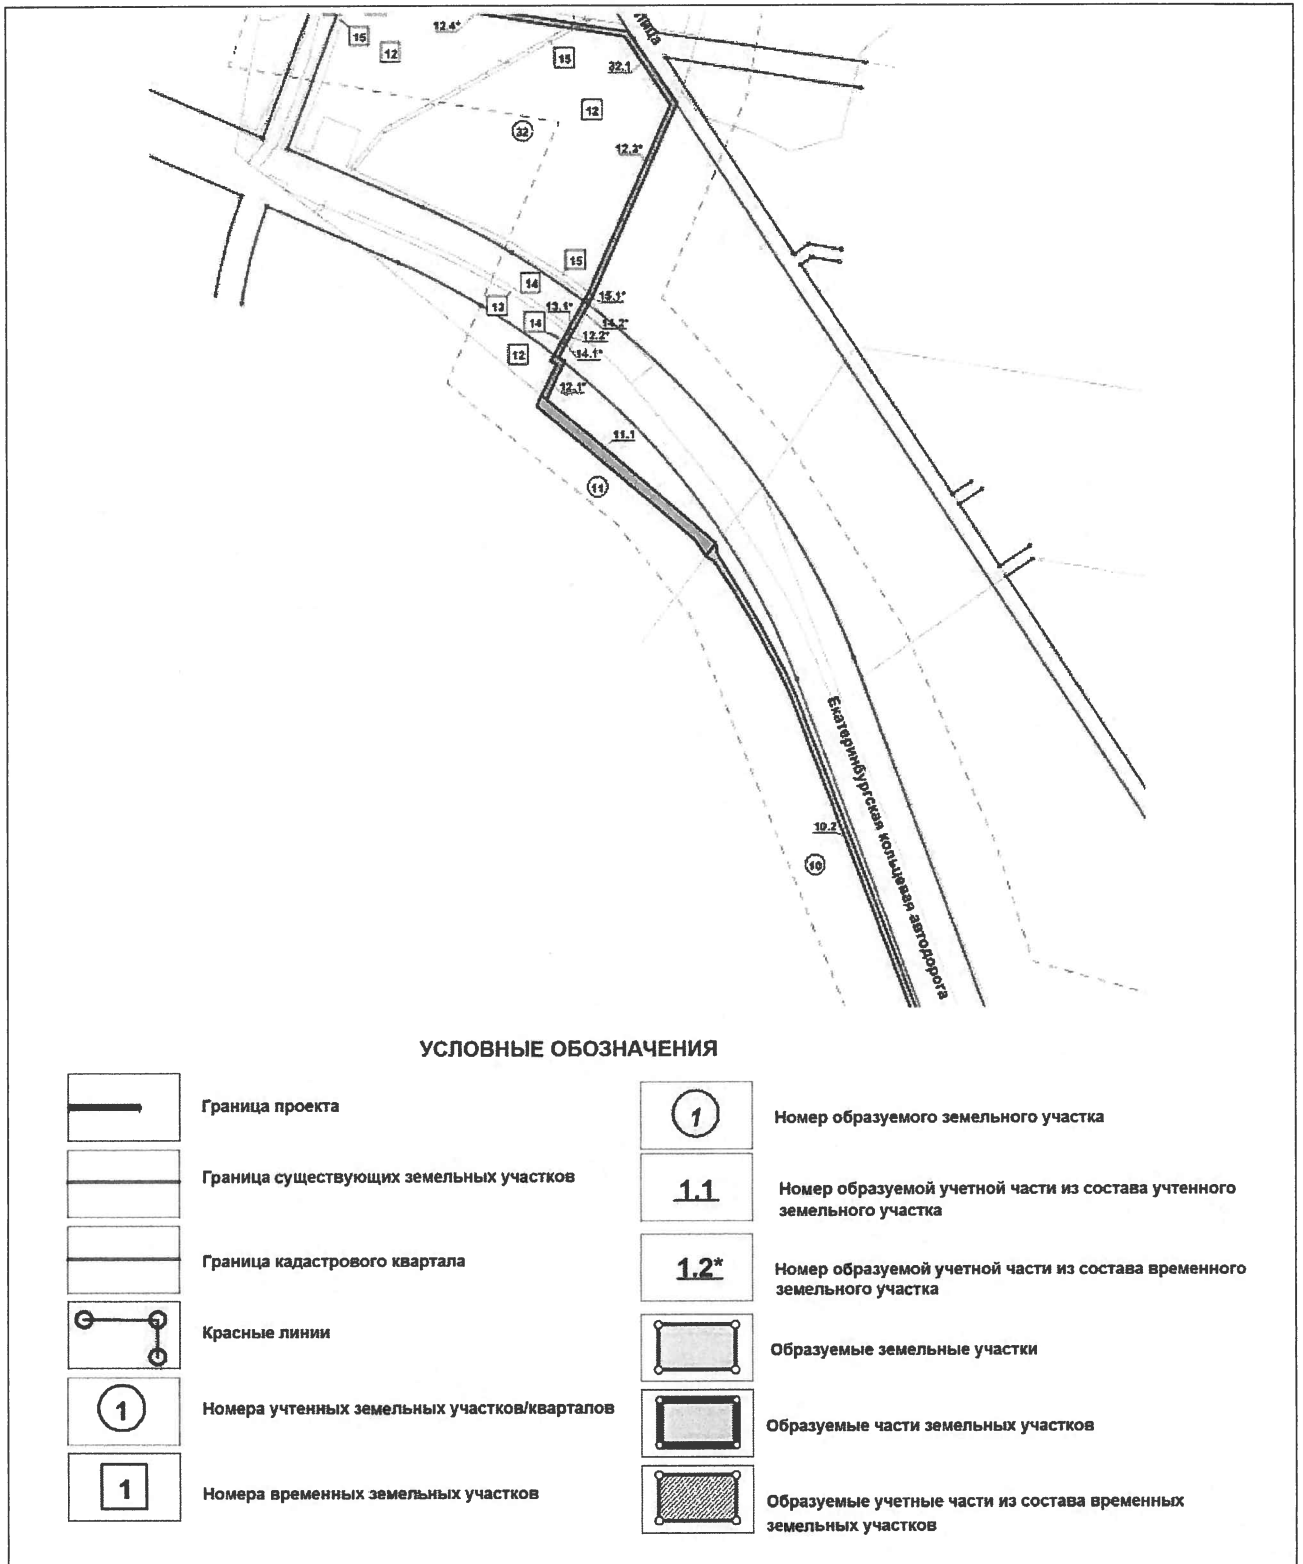 15
12
12.4*
15
32.1
12
32
12.3*
15
14
13
13.1*
15.1*
14
14.2*
12.2*
12
14.1*
12.1*
11.1
11
Екатеринбургская кольцевая автодорога
10.2
10
УСЛОВНЫЕ ОБОЗНАЧЕНИЯ
Граница проекта
Граница существующих земельных участков
Граница кадастрового квартала
Красные линии
1
Номера учтенных земельных участков/кварталов
1
Номера временных земельных участков
1
Номер образуемого земельного участка
1.1
Номер образуемой учетной части из состава учтенного
земельного участка
1.2*
Номер образуемой учетной части из состава временного
земельного участка
Образуемые земельные участки
Образуемые части земельных участков
Образуемые учетные части из состава временных
земельных участков